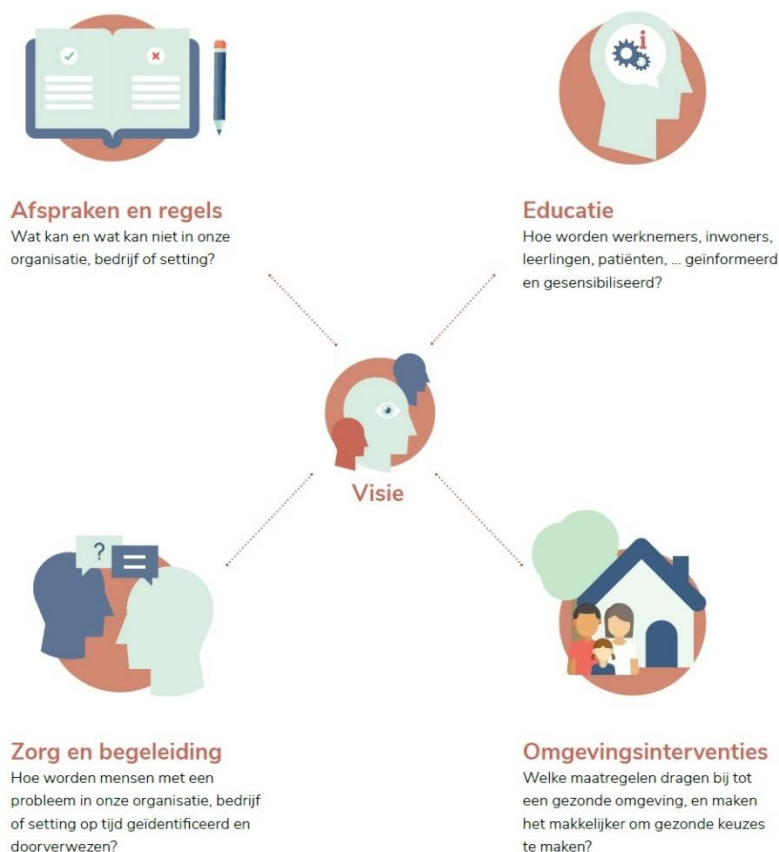 Afspraken en regels
Wat kan en wat kan niet in onze
organisatie, bedrijf of setting?
i
Educatie
Hoe worden werknemers, inwoners,
leerlingen, patiënten, ... geïnformeerd
en gesensibiliseerd?
Visie
? =
Zorg en begeleiding
Hoe worden mensen met een
probleem in onze organisatie, bedrijf
of setting op tijd geïdentificeerd en
doorverwezen?
Omgevingsinterventies
Welke maatregelen dragen bij tot
een gezonde omgeving, en maken
het makkelijker om gezonde keuzes
te maken?